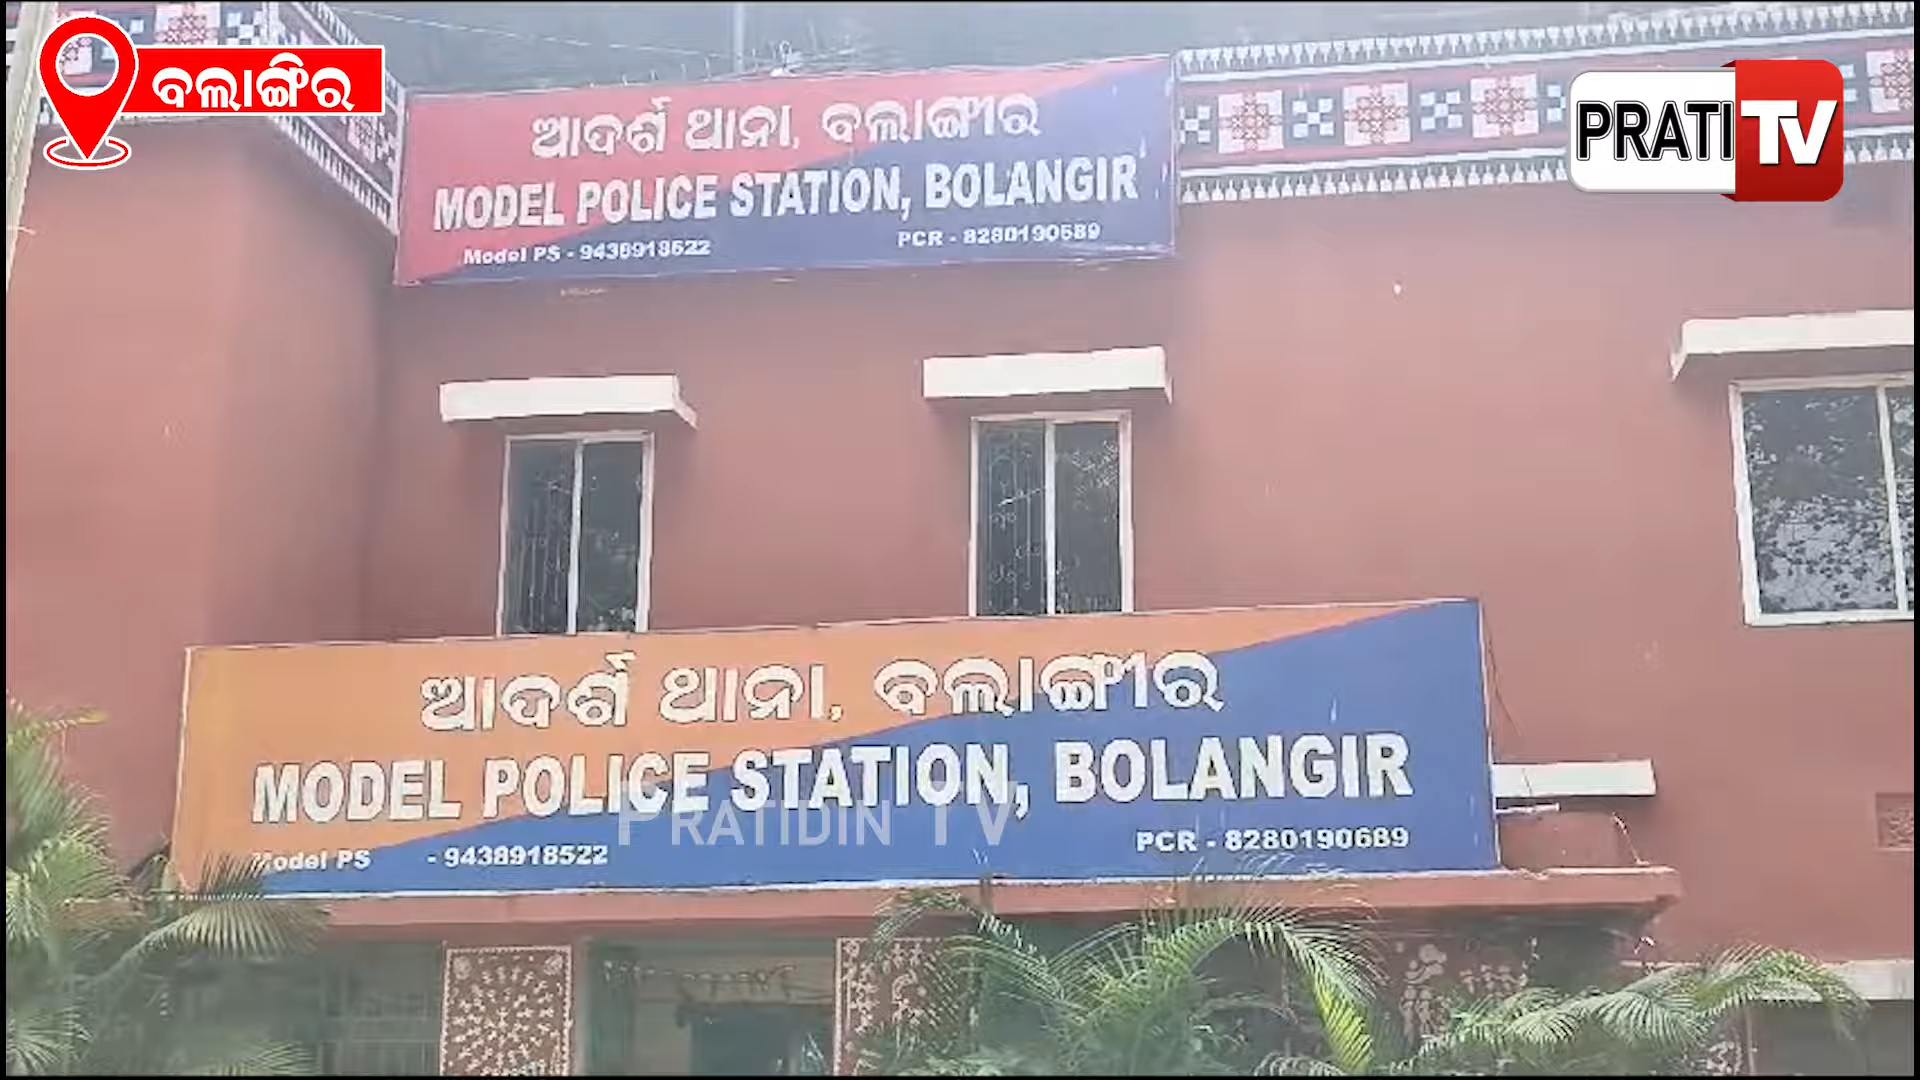 ବଲାଙ୍ଗିର
PRATI TV
ଆଦର୍ଶ ଥାନା, ବଲାଙ୍ଗୀର
MODEL POLICE STATION, BOLANGIR
Model PS - 9438918522 PCR - 8280190689
ଆଦର୍ଶ ଥାନା, ବଲାଙ୍ଗୀର
MODEL POLICE STATION, BOLANGIR
PRATIDIN TV
Model PS - 9438918522 PCR - 8280190689